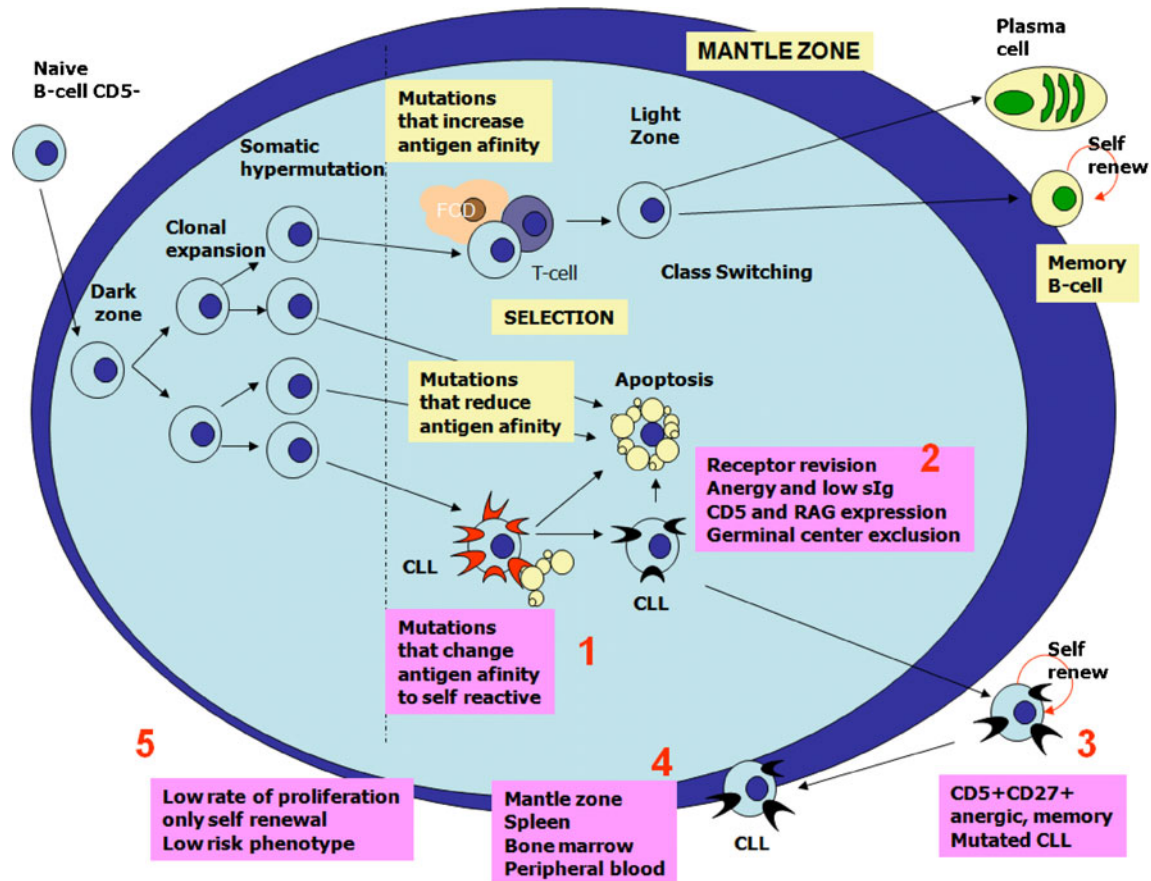 Plasma
cell
MANTLE ZONE
Naive
B-cell CD5-
Mutations
that increase
antigen afinity
Light
Zone
Somatic
hypermutation
Self
renew
FCD
Clonal
expansion
T-cell
Class Switching
Memory
B-cell
Dark
zone
SELECTION
Mutations
that reduce
antigen afinity
Apoptosis
2
Receptor revision
Anergy and low sIg
CD5 and RAG expression
Germinal center exclusion
CLL
CLL
1
Mutations
that change
antigen afinity
to self reactive
Self
renew
3
CD5+CD27+
anergic, memory
Mutated CLL
5
Low rate of proliferation
only self renewal
Low risk phenotype
4
Mantle zone
Spleen
Bone marrow
Peripheral blood
CLL